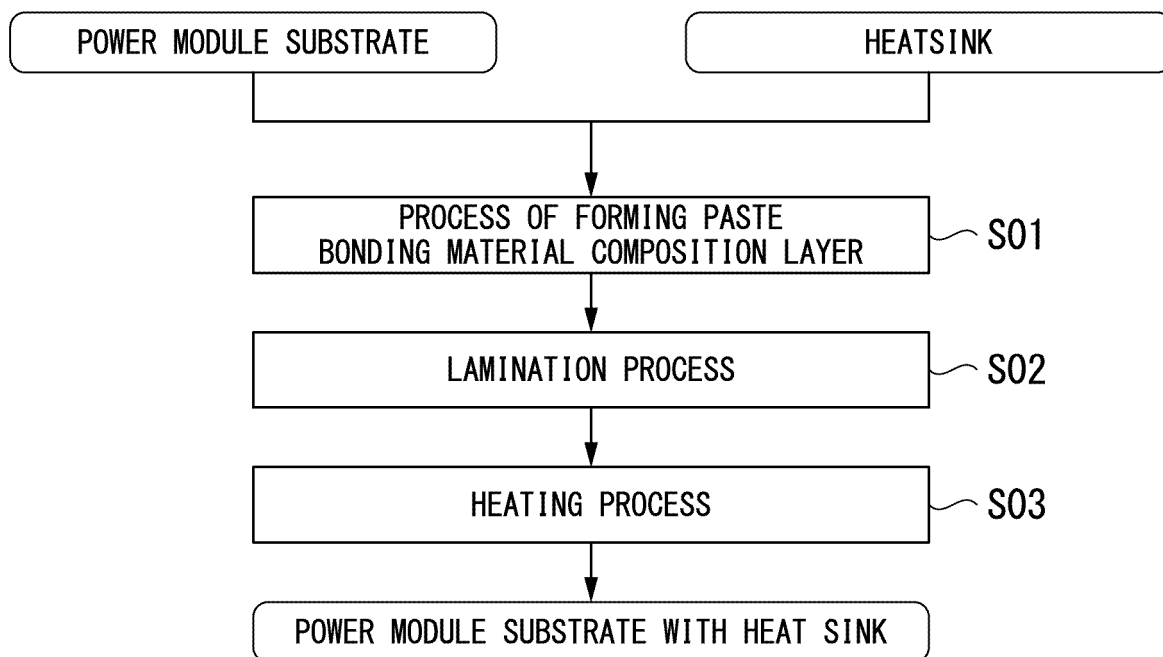 POWER MODULE SUBSTRATE
HEATSINK
PROCESS OF FORMING PASTE
BONDING MATERIAL COMPOSITION LAYER
S01
LAMINATION PROCESS
S02
HEATING PROCESS
S03
POWER MODULE SUBSTRATE WITH HEAT SINK